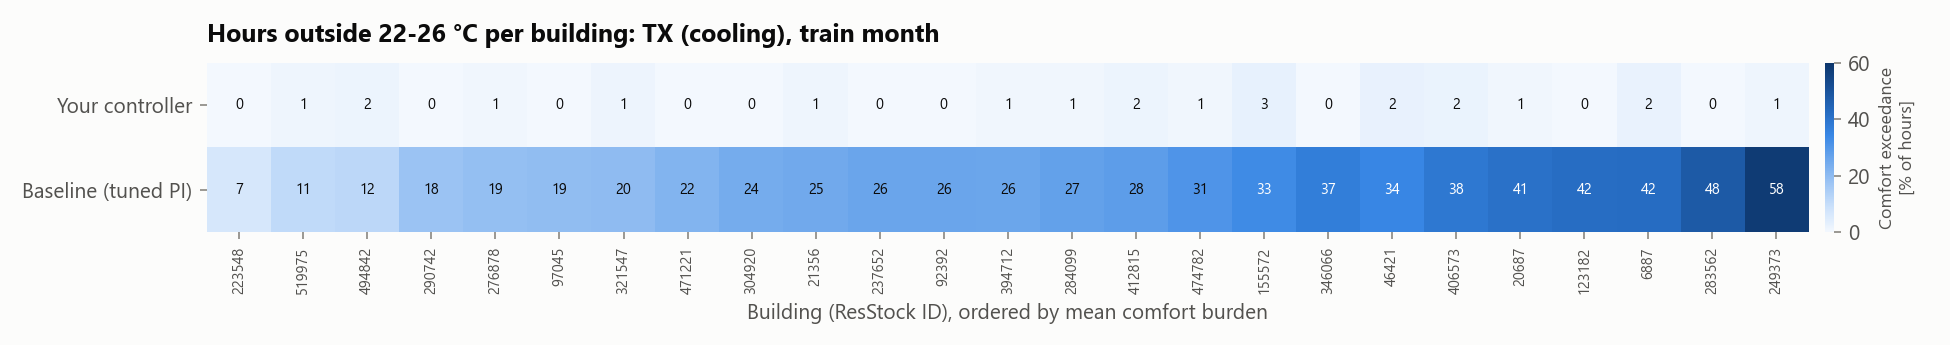 Hours outside 22-26 °C per building: TX (cooling), train month
Your controller
0 1 2 0 1 0 1 0 0 1 0 0 1 1 2 1 3 0 2 2 1 0 2 0 1
Baseline (tuned PI)
7 11 12 18 19 19 20 22 24 25 26 26 26 27 28 31 33 37 34 38 41 42 42 48 58
223548 519975 494842 290742 276878 97045 321547 471221 304920 21356 237652 92392 394712 284099 412815 474782 155572 346066 46421 406573 20687 123182 6887 283562 249373
Building (ResStock ID), ordered by mean comfort burden
60
40
20
0
Comfort exceedance
[% of hours]